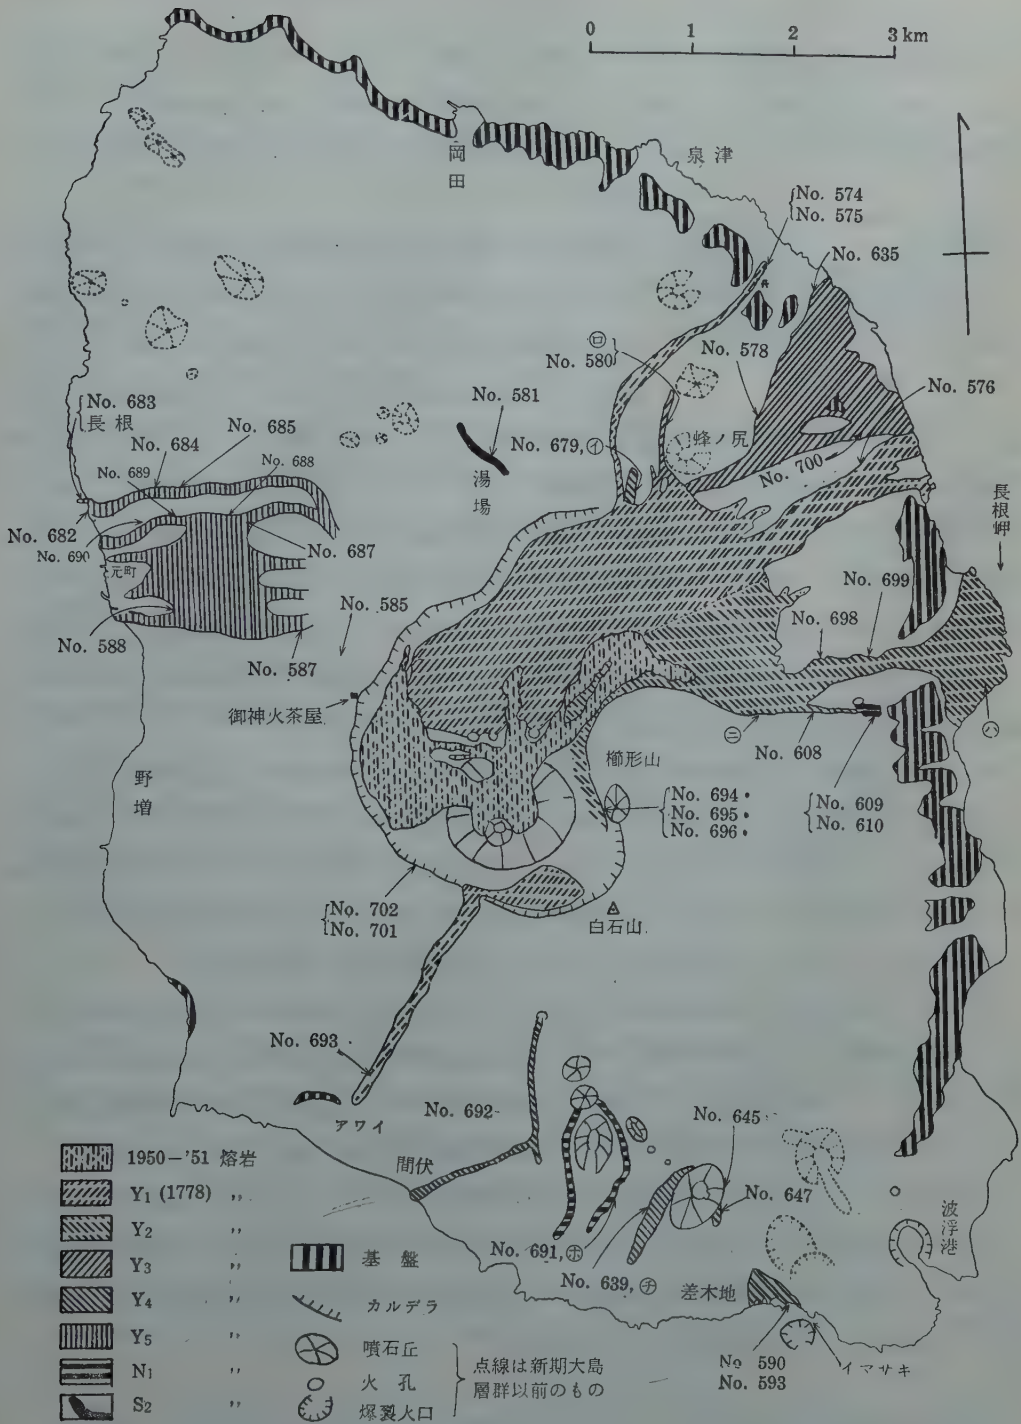 0 1 2 3 km
岡田
泉津
No. 574
No. 575
No. 635
㋺
No. 580
No. 578
No. 576
No. 683
長根
No. 684
No. 685
No. 581
No. 679, ㋑
蜂ノ尻
No. 689
No. 688
湯場
No. 700
長根岬
No. 682
No. 690
No. 687
元町
No. 699
No. 585
No. 698
No. 588
No. 587
御神火茶屋
㋥
㋩
No. 608
櫛形山
野増
No. 694
No. 695
No. 696
No. 609
No. 610
No. 702
No. 701
白石山
No. 693
アワイ
No. 692
No. 645
間伏
No. 647
波浮港
No. 691, ㋭
No. 639, ㋠
差木地
No 590
No. 593
イマサキ
1950-'51 熔岩
Y₁ (1778) 〃
Y₂ 〃
Y₃ 〃
Y₄ 〃
Y₅ 〃
N₁ 〃
S₂ 〃
基盤
カルデラ
噴石丘
火孔
爆裂火口
点線は新期大島
層群以前のもの